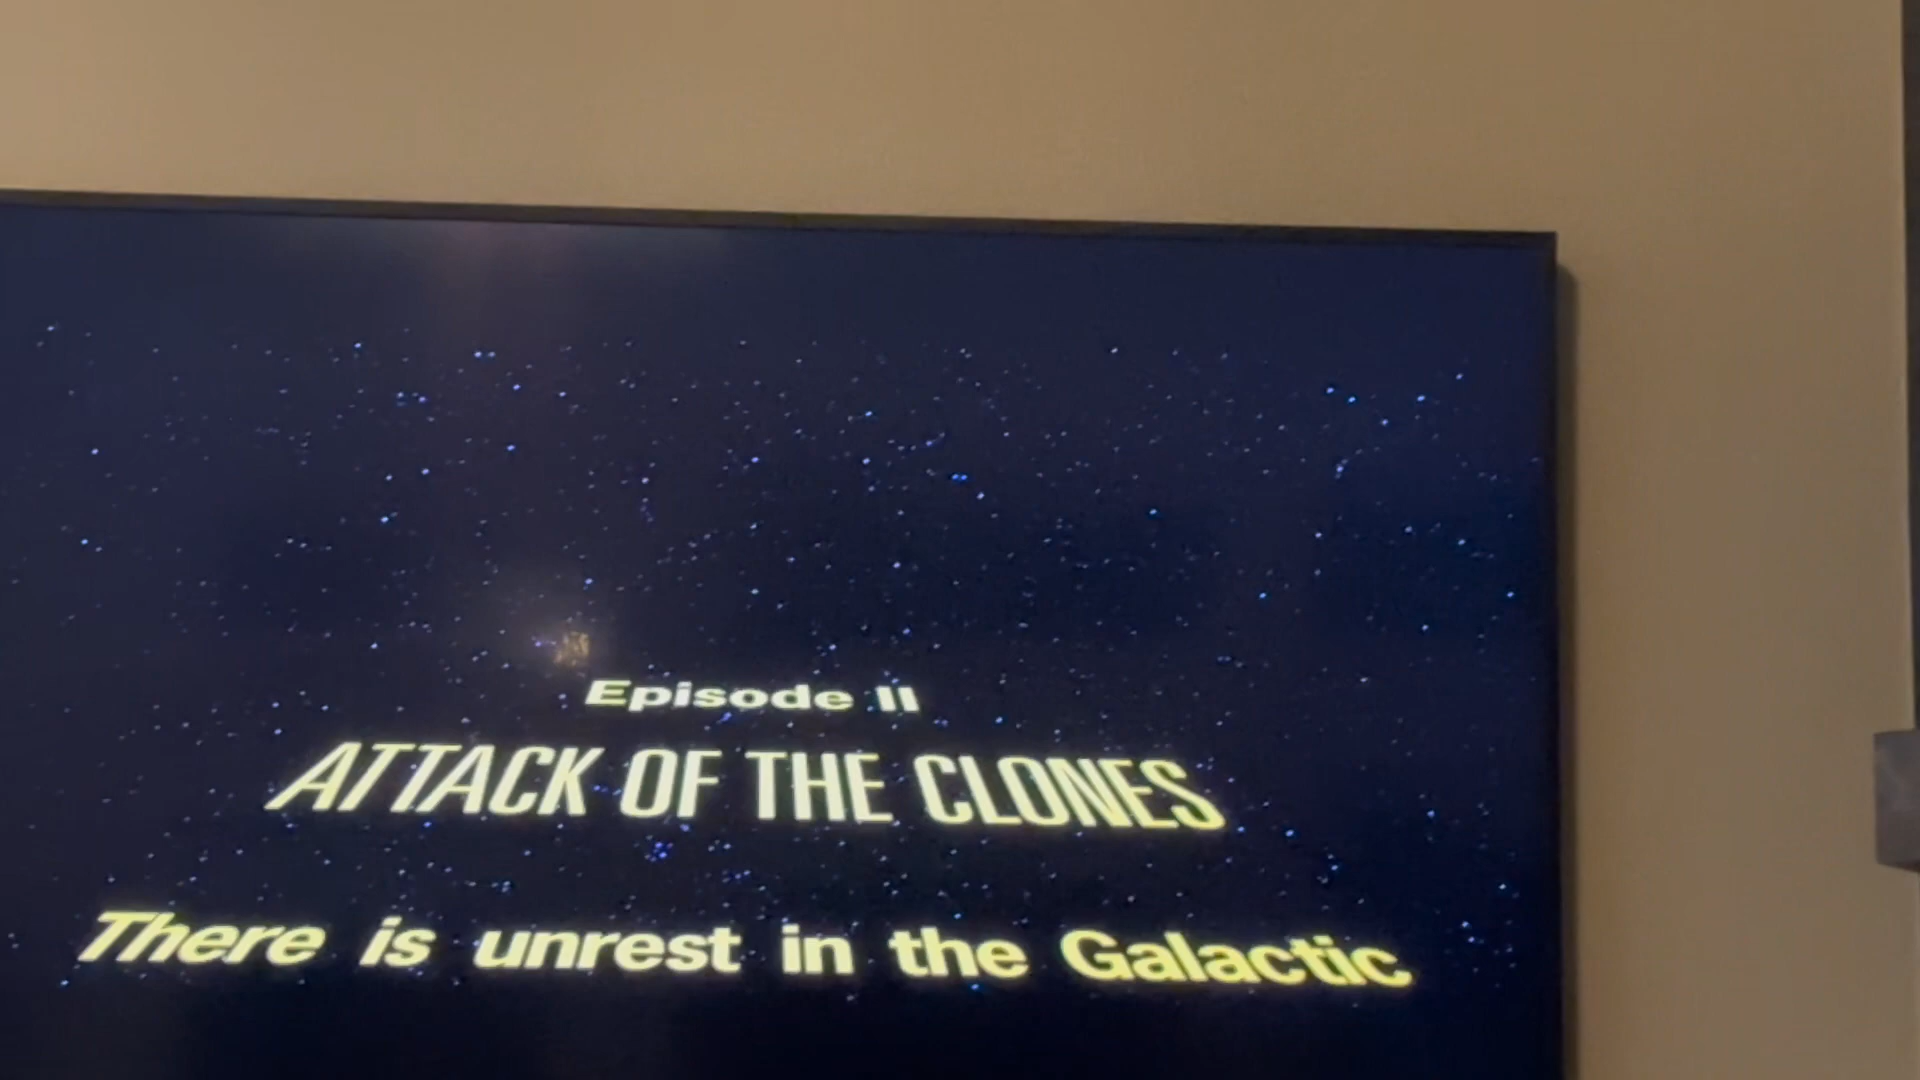 Episode II
ATTACK OF THE CLONES
There is unrest in the Galactic